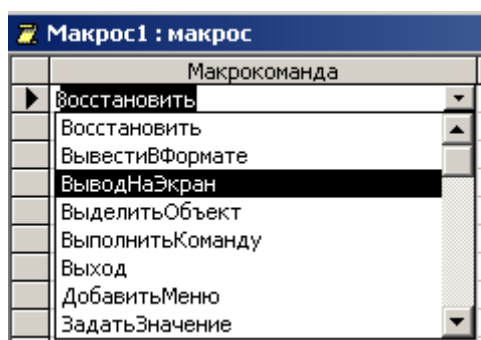 Макрос1 : макрос
Макрокоманда
Восстановить
Восстановить
ВывестиВФормате
ВыводНаЭкран
ВыделитьОбъект
ВыполнитьКоманду
Выход
ДобавитьМеню
ЗадатьЗначение